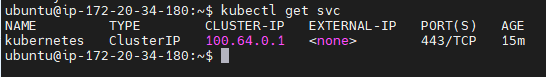 ubuntu@ip-172-20-34-180:~$ kubectl get svc
NAME         TYPE        CLUSTER-IP   EXTERNAL-IP   PORT(S)   AGE
kubernetes   ClusterIP   100.64.0.1   <none>        443/TCP   15m
ubuntu@ip-172-20-34-180:~$